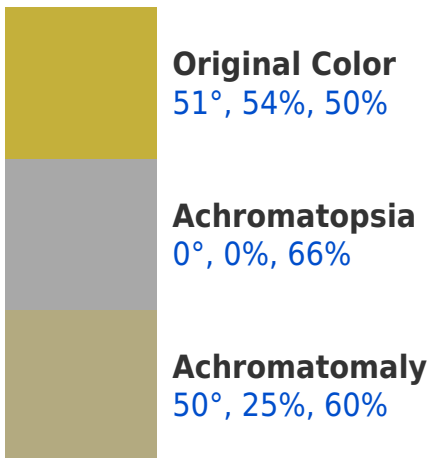 Original Color
51°, 54%, 50%
Achromatopsia
0°, 0%, 66%
Achromatomaly
50°, 25%, 60%